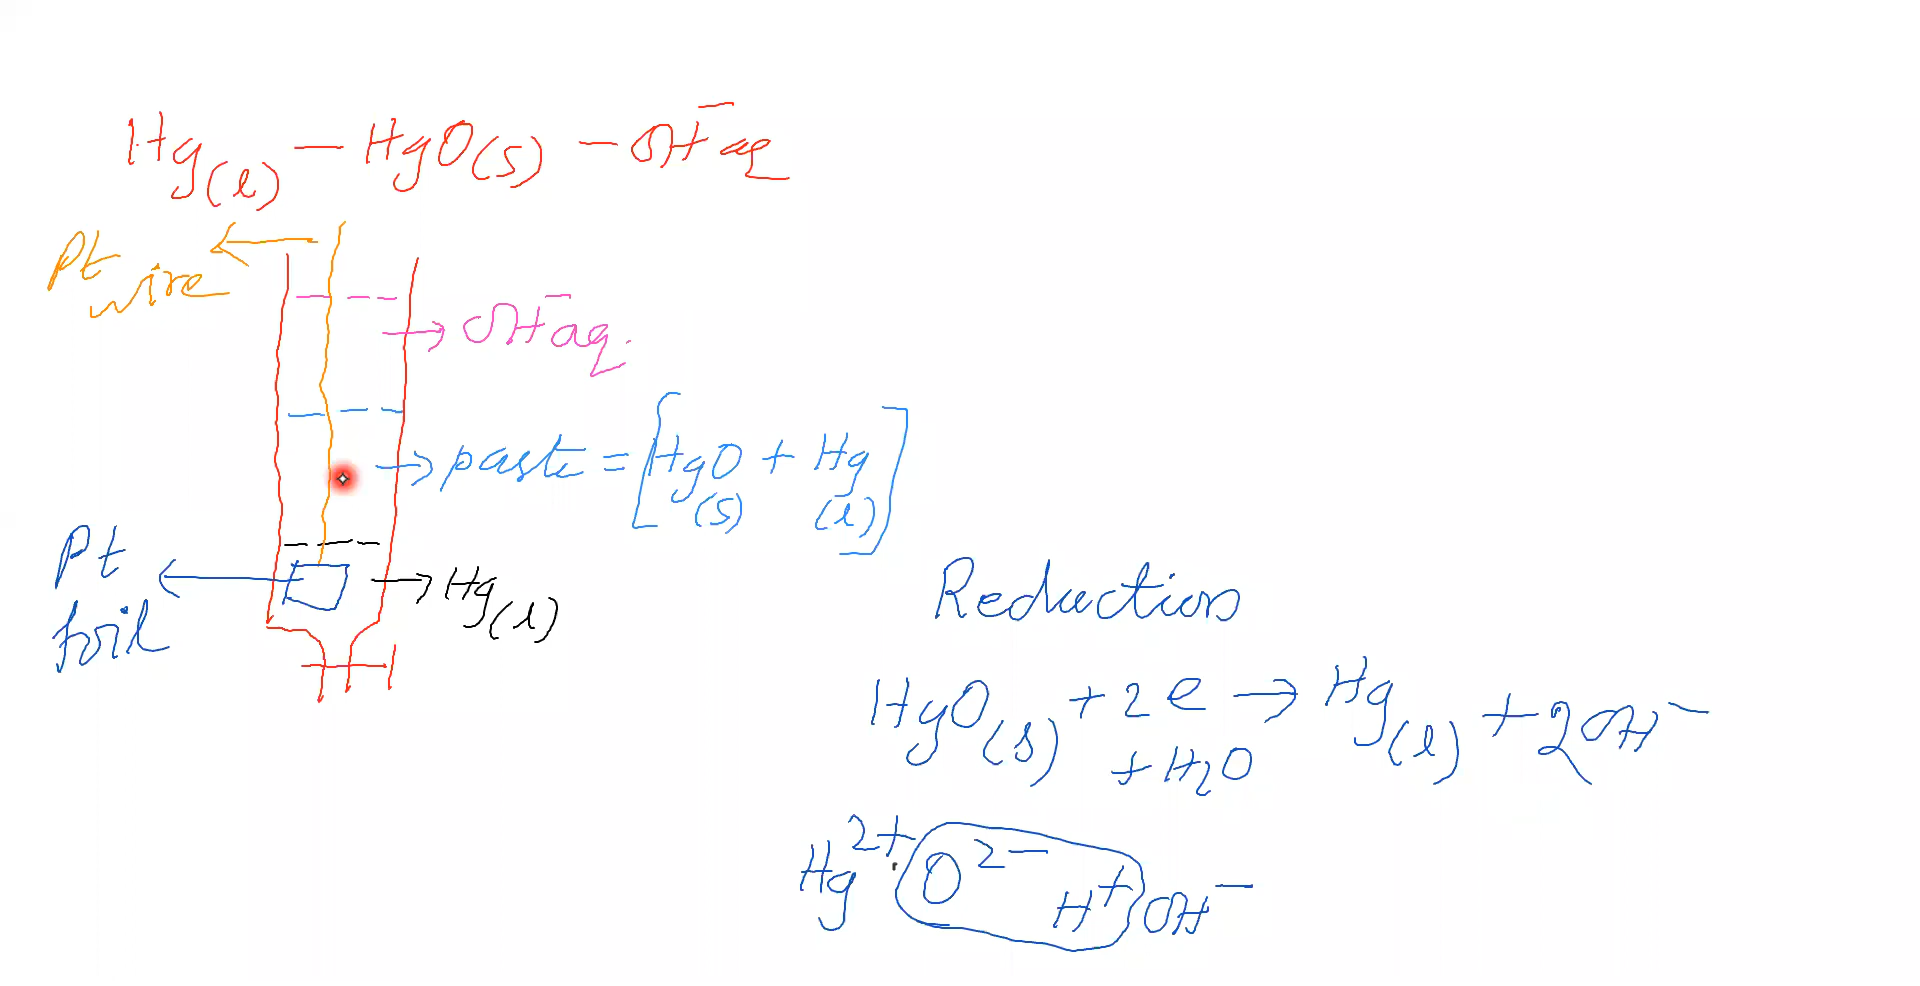 Hg(l) — HgO(s) — OH⁻aq
Pt
wire
OH⁻aq.
paste = [HgO(s) + Hg(l)]
Pt
foil
Hg(l)
Reduction
HgO(s) + 2e → Hg(l) + 2OH⁻
+ H₂O
Hg²⁺ O²⁻ H⁺ OH⁻